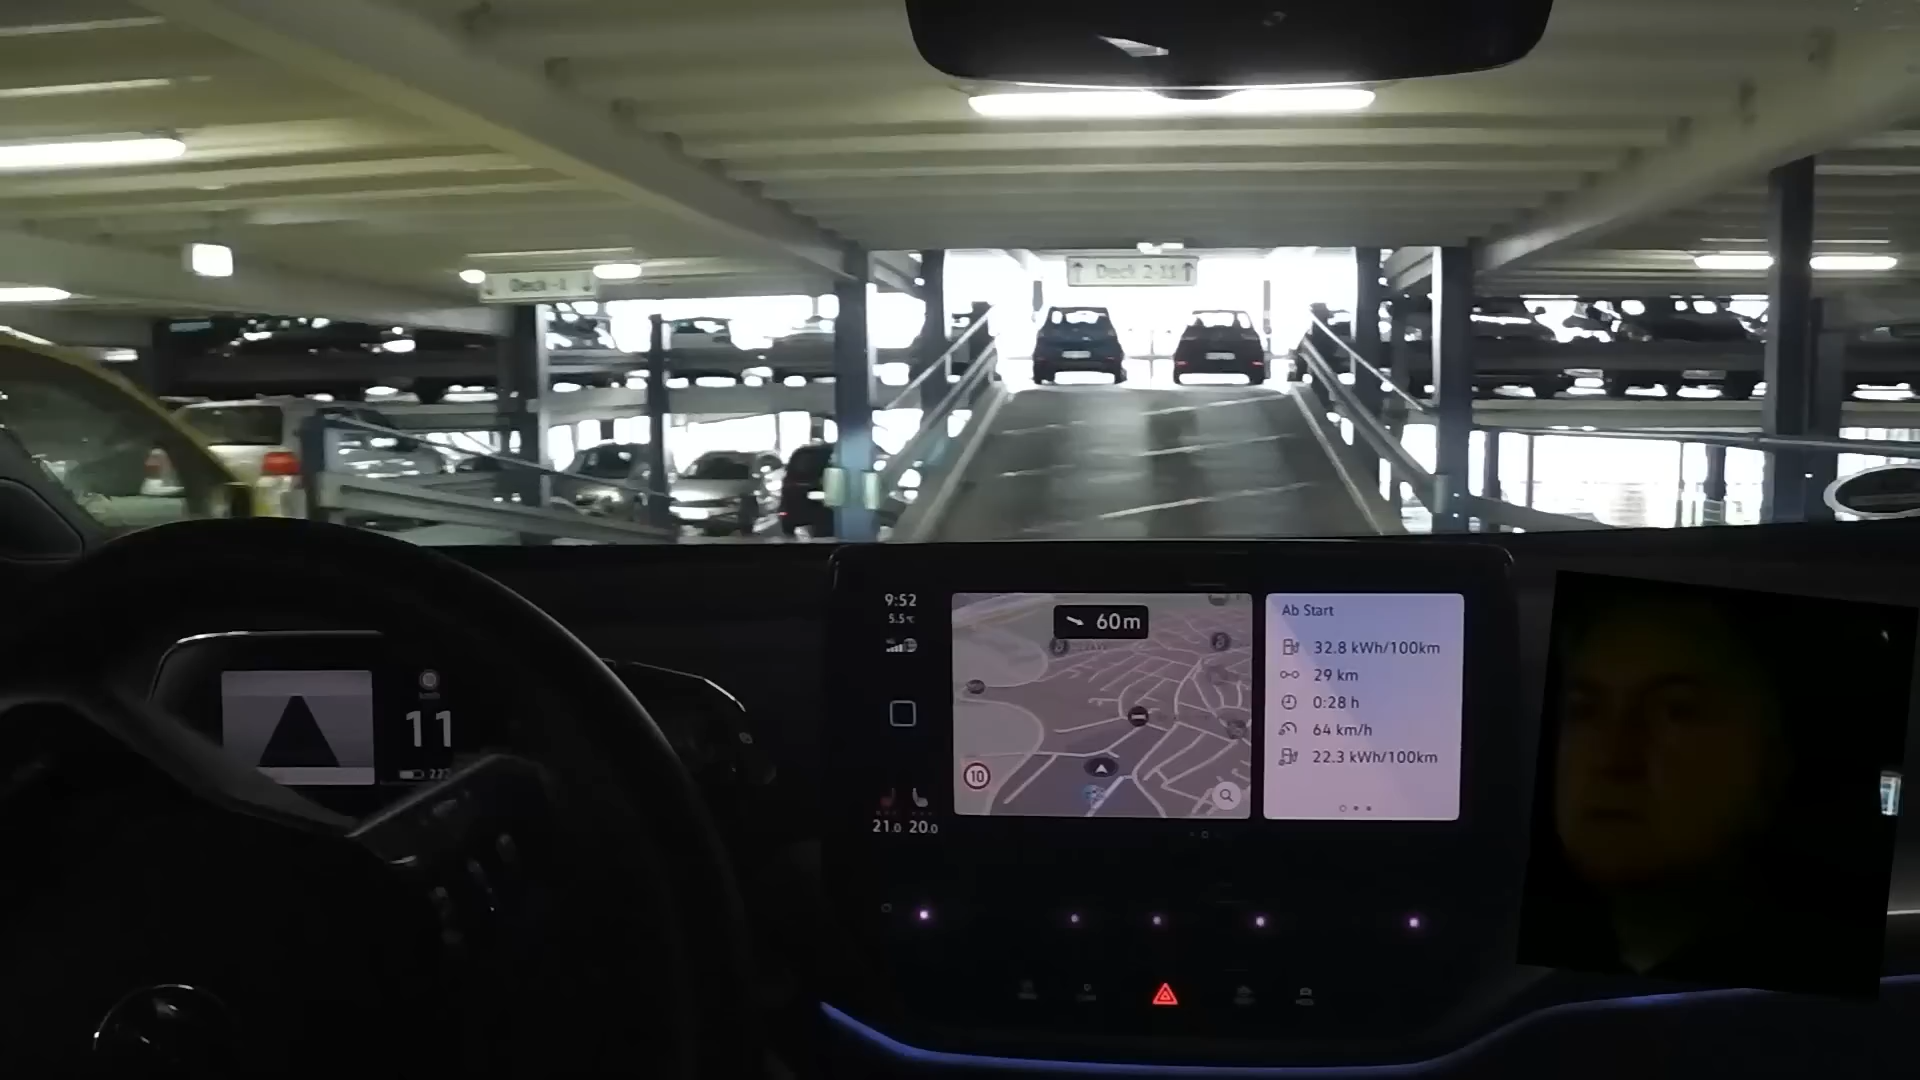 Deck -1
Deck 2-11
9:52
5.5°C
60m
10
21.0 20.0
Ab Start
32.8 kWh/100km
29 km
0:28 h
64 km/h
22.3 kWh/100km
11
km/h